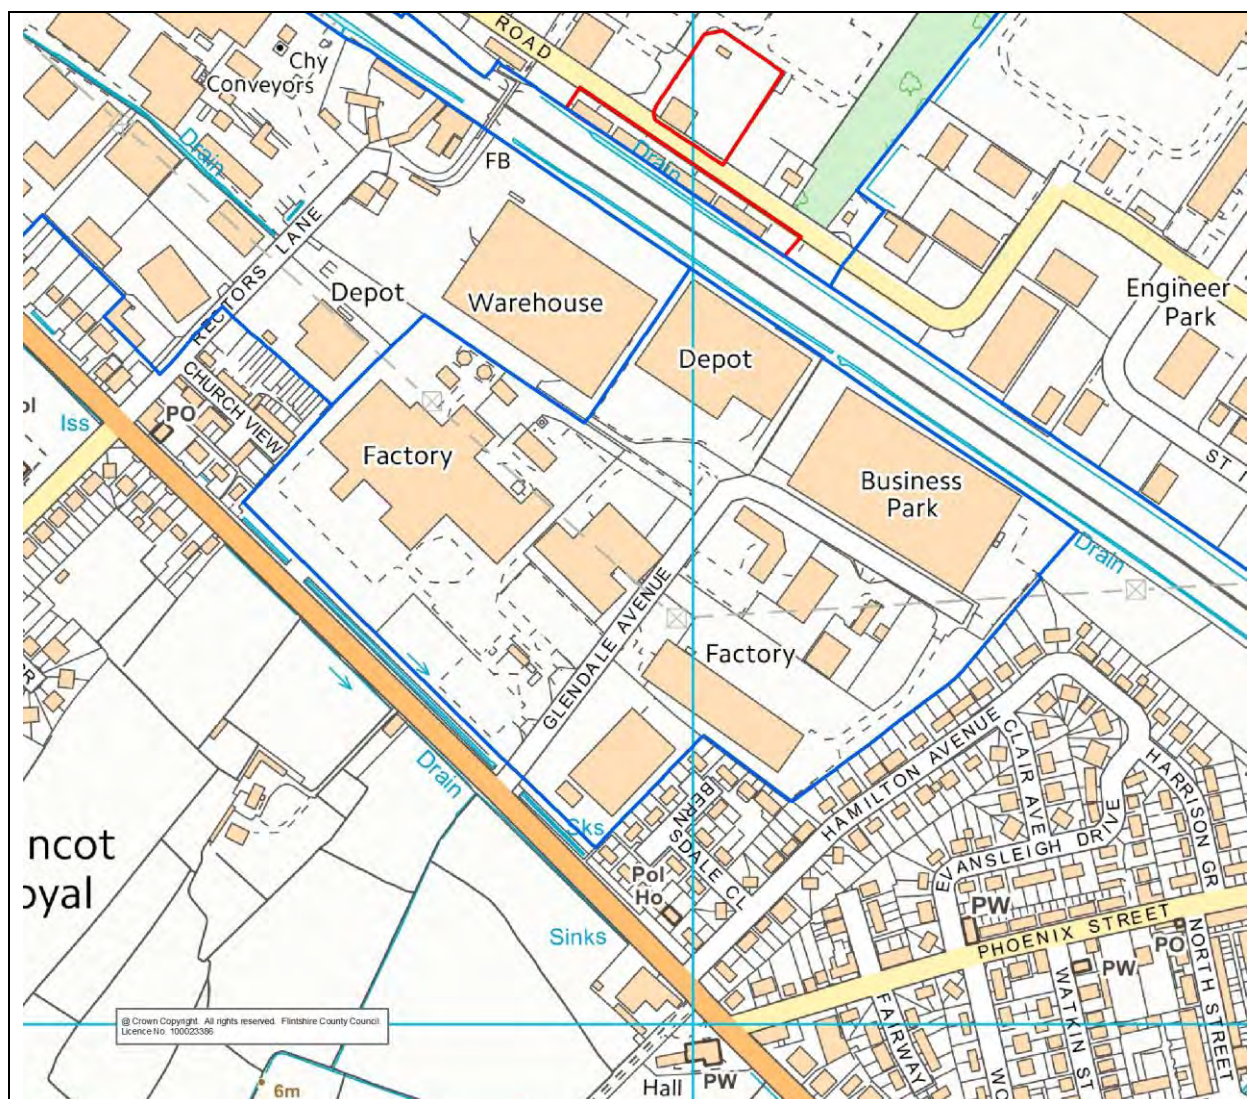 ROAD
Chy
Conveyors
Drain
FB
Drain
RECTORS LANE
Depot
Warehouse
Engineer
Park
Depot
PO
CHURCH VIEW
Iss
Factory
Business
Park
ST
Drain
GLENDALE AVENUE
Factory
Drain
HAMILTON AVENUE
CLAIR AVE
HARRISON GR
BERNSDALE CL
EVANSLEIGH DRIVE
Sks
ncot
oyal
Pol
Ho
Sinks
PW
PHOENIX STREET
PO
PW
NORTH STREET
WATKIN ST
FAIRWAY
@ Crown Copyright. All rights reserved. Flintshire County Council.
Licence No. 100023386
Hall
PW
6m